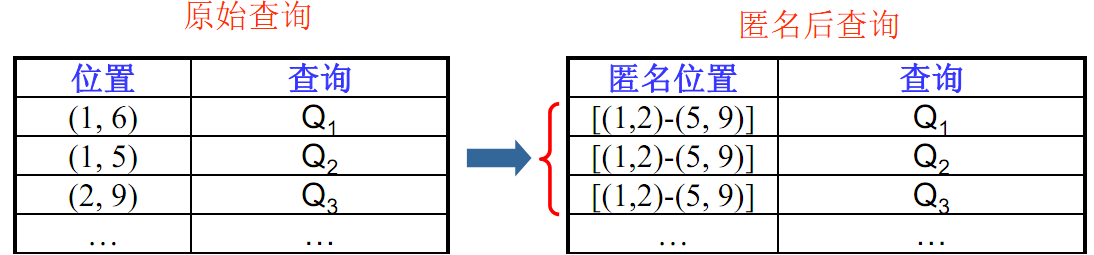 原始查询
匿名后查询
位置 查询
(1, 6) Q1
(1, 5) Q2
(2, 9) Q3
… …
匿名位置 查询
[(1,2)-(5, 9)] Q1
[(1,2)-(5, 9)] Q2
[(1,2)-(5, 9)] Q3
… …